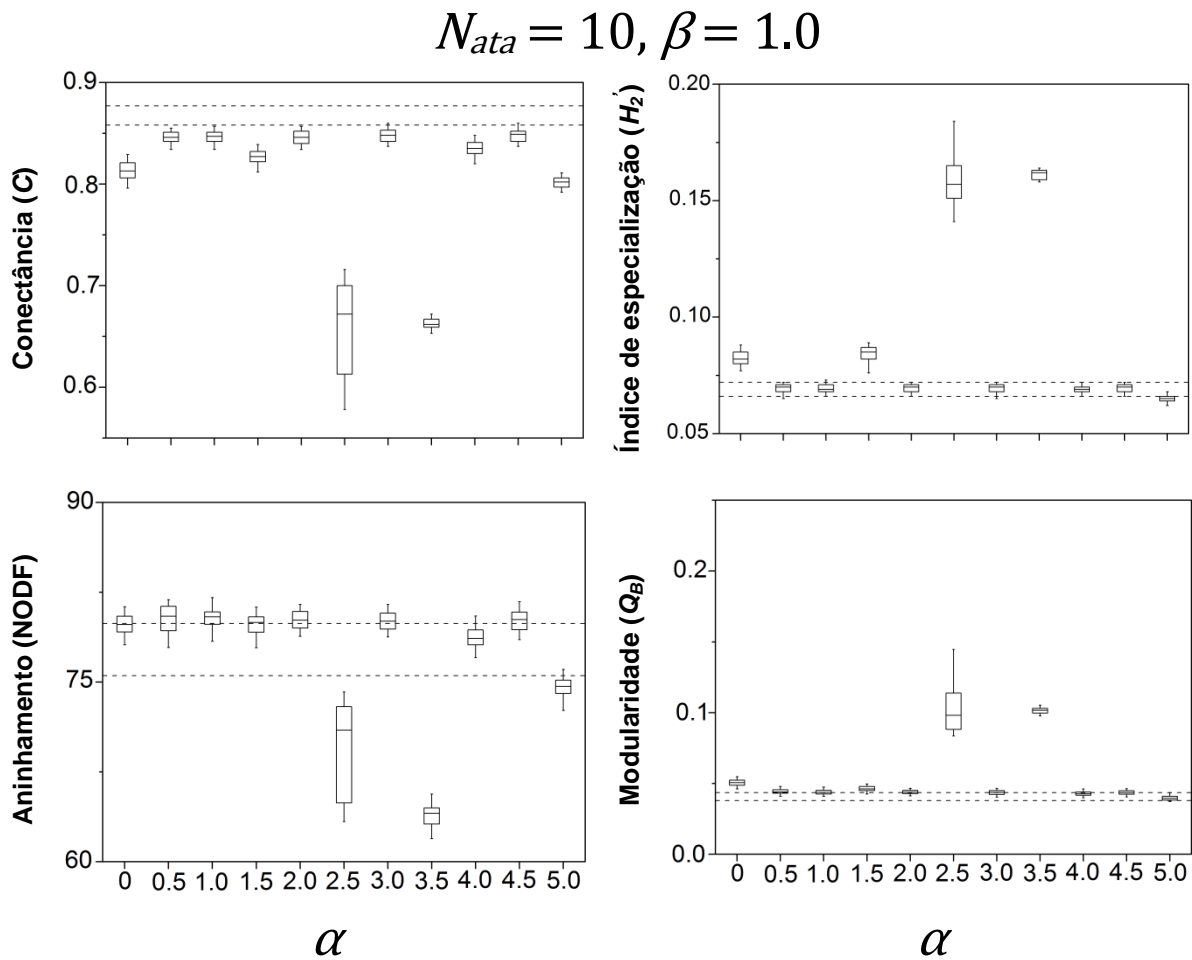 N_ata = 10, β = 1.0
Conectância (C)
0.9
0.8
0.7
0.6
Índice de especialização (H₂')
0.20
0.15
0.10
0.05
Aninhamento (NODF)
90
75
60
0 0.5 1.0 1.5 2.0 2.5 3.0 3.5 4.0 4.5 5.0
α
Modularidade (Q_B)
0.2
0.1
0.0
0 0.5 1.0 1.5 2.0 2.5 3.0 3.5 4.0 4.5 5.0
α